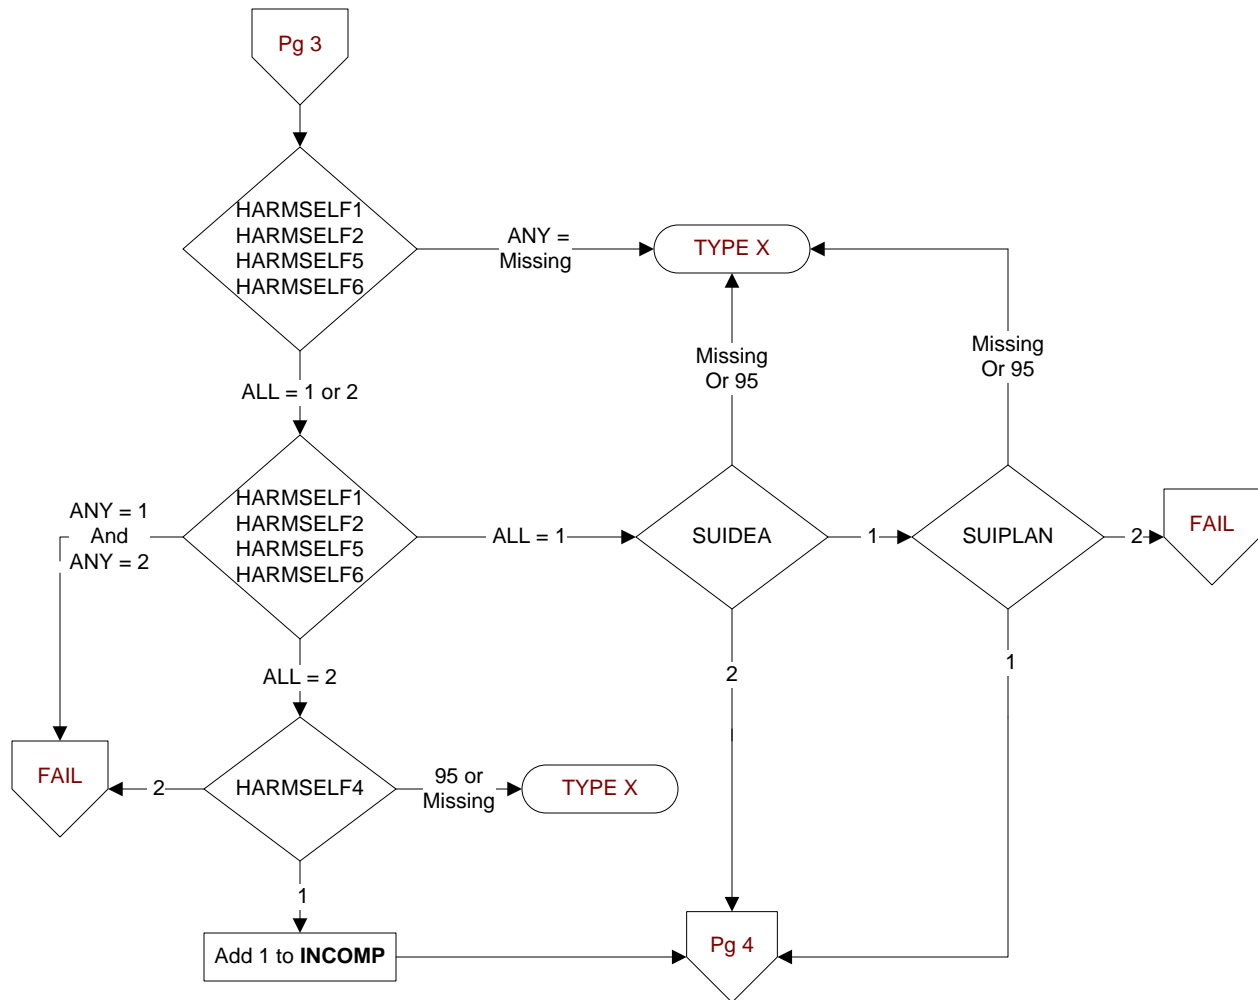 Pg 3
HARMSELF1
HARMSELF2
HARMSELF5
HARMSELF6
ANY =
Missing
TYPE X
Missing
Or 95
Missing
Or 95
ALL = 1 or 2
ANY = 1
And
ANY = 2
HARMSELF1
HARMSELF2
HARMSELF5
HARMSELF6
ALL = 1
SUIDEA
1
SUIPLAN
2
FAIL
ALL = 2
2
1
FAIL
2
HARMSELF4
95 or
Missing
TYPE X
1
Add 1 to INCOMP
Pg 4